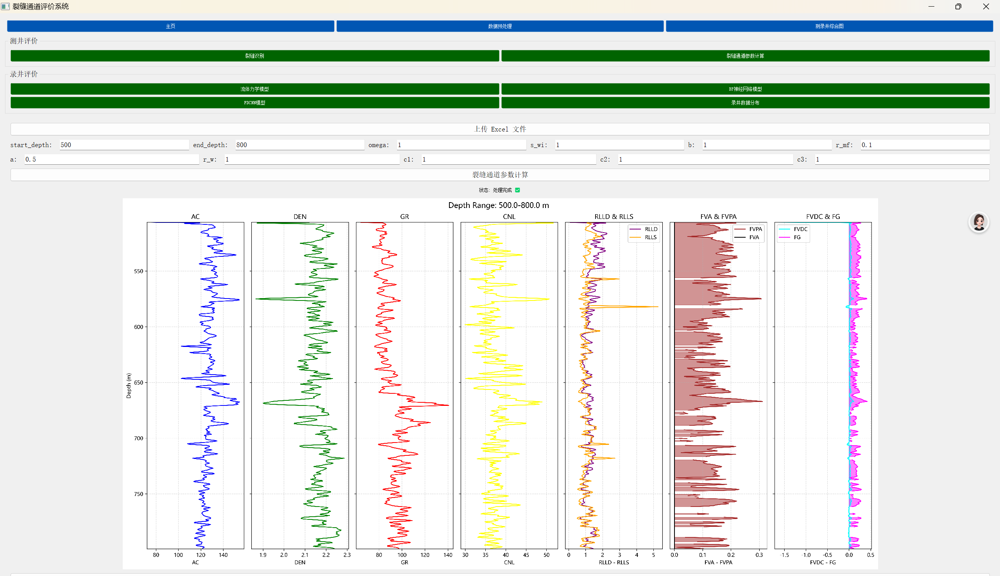 裂缝通道评价系统
主页 数据预处理 测录井综合图
测井评价
裂缝识别 裂缝通道参数计算
录井评价
流体力学模型 BP神经网络模型
FDCNN模型 录井数据分布
上传 Excel 文件
start_depth: 500 end_depth: 800 omega: 1 s_wi: 1 b: 1 r_mf: 0.1
a: 0.5 r_w: 1 c1: 1 c2: 1 c3: 1
裂缝通道参数计算
状态: 处理完成 ✅
Depth Range: 500.0-800.0 m
AC DEN GR CNL RLLD & RLLS FVA & FVPA FVDC & FG
RLLD FVPA FVDC
RLLS FVA FG
550
600
650
700
750
Depth (m)
80 100 120 140 1.9 2.0 2.1 2.2 2.3 80 100 120 140 30 35 40 45 50 0 1 2 3 4 5 0.0 0.1 0.2 0.3 -1.5 -1.0 -0.5 0.0 0.5
AC DEN GR CNL RLLD - RLLS FVA - FVPA FVDC - FG